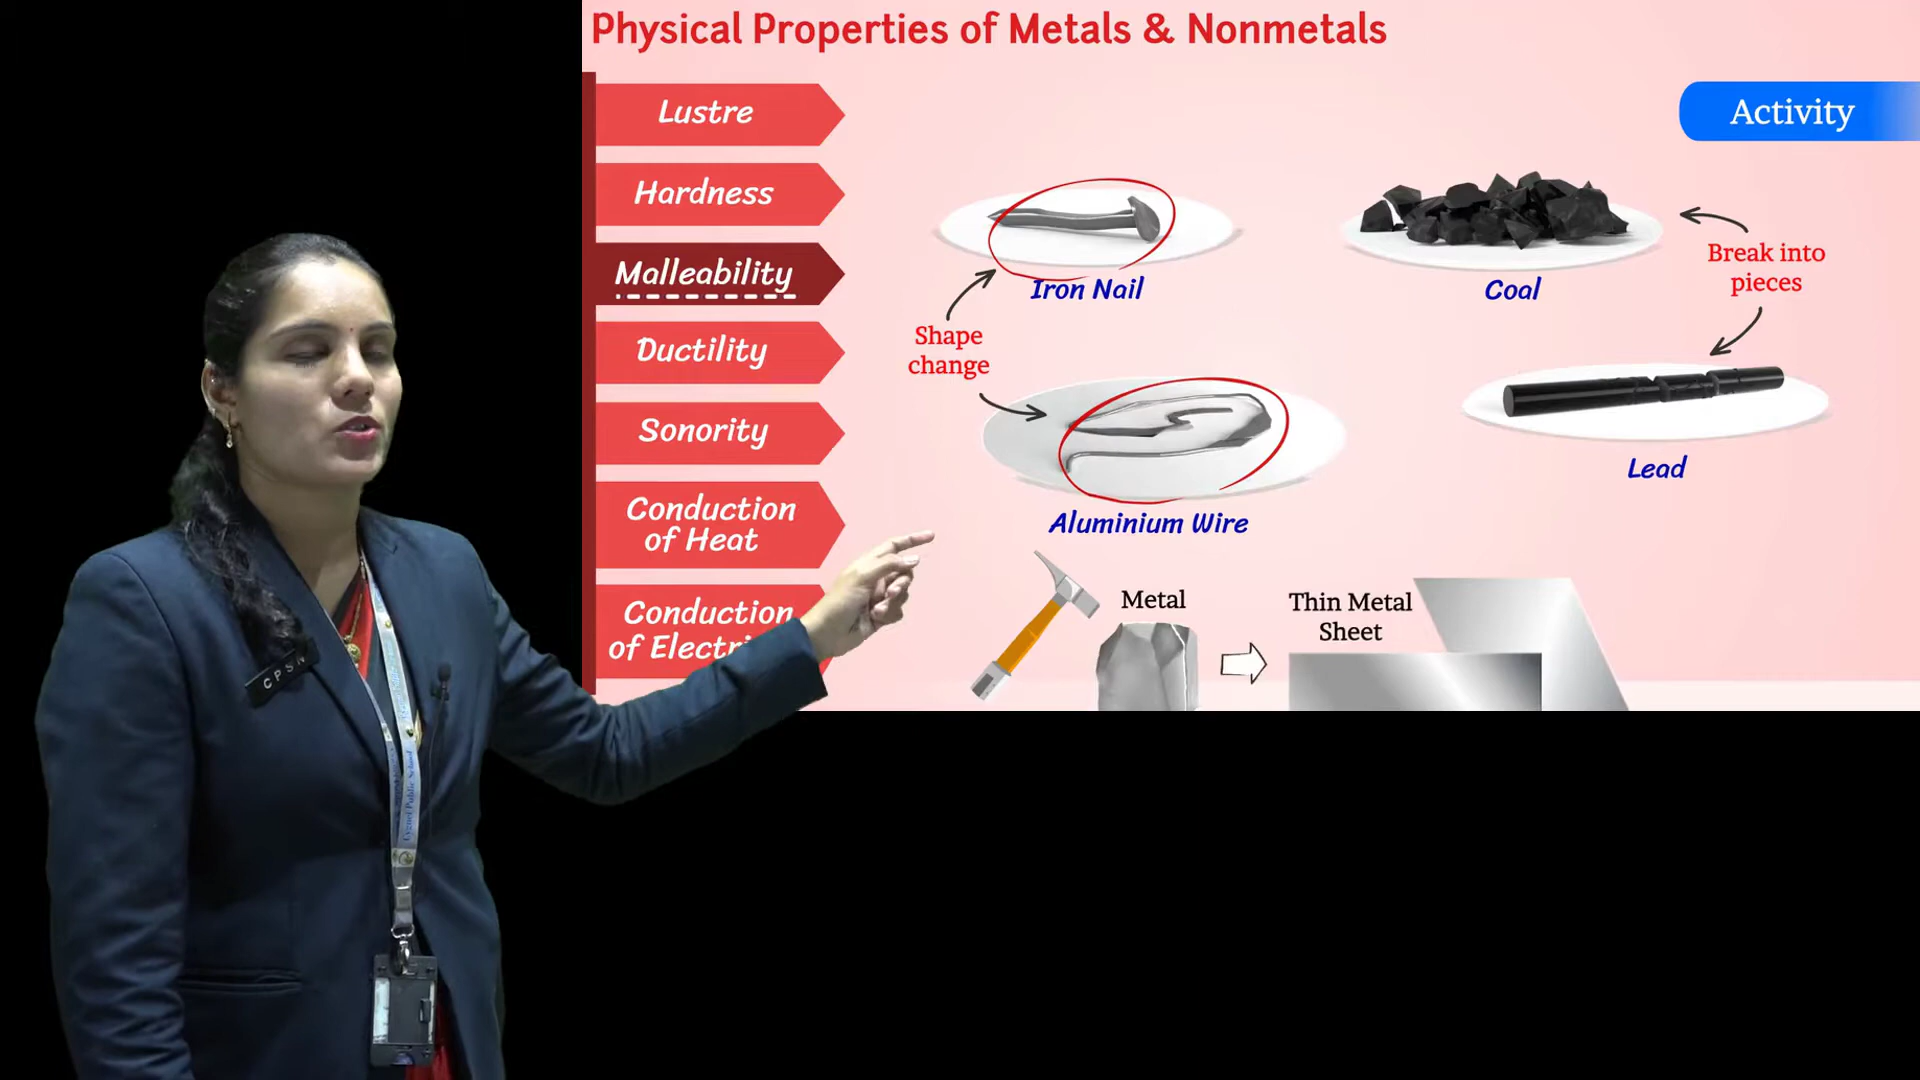 Physical Properties of Metals & Nonmetals
Lustre
Hardness
Malleability
Ductility
Sonority
Conduction
of Heat
Conduction
Activity
Iron Nail
Coal
Break into
pieces
Shape
change
Aluminium Wire
Lead
Metal
Thin Metal
Sheet
CPSN